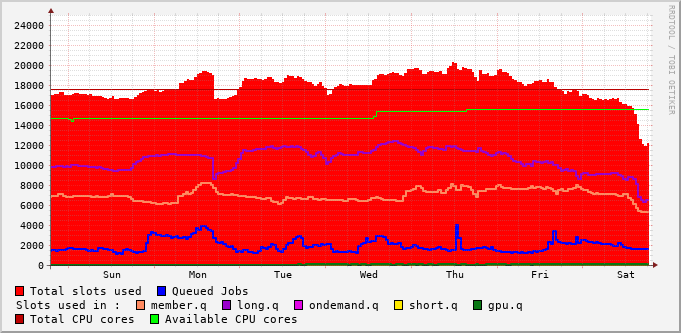 24000
22000
20000
18000
16000
14000
12000
10000
8000
6000
4000
2000
0
Sun Mon Tue Wed Thu Fri Sat
RRDTOOL / TOBI OETIKER
Total slots used Queued Jobs
Slots used in : member.q long.q ondemand.q short.q gpu.q
Total CPU cores Available CPU cores